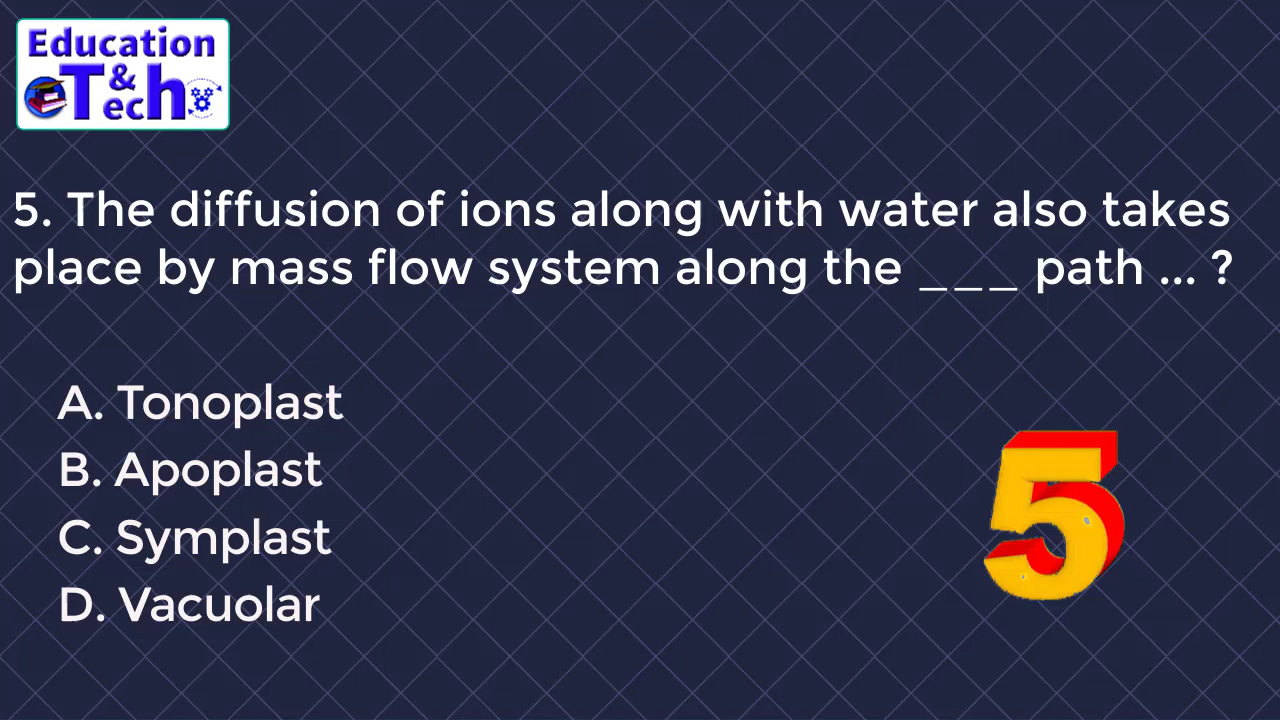 Education
&
Tech
5. The diffusion of ions along with water also takes
place by mass flow system along the _ _ _ path ... ?
A. Tonoplast
B. Apoplast
C. Symplast
D. Vacuolar
5